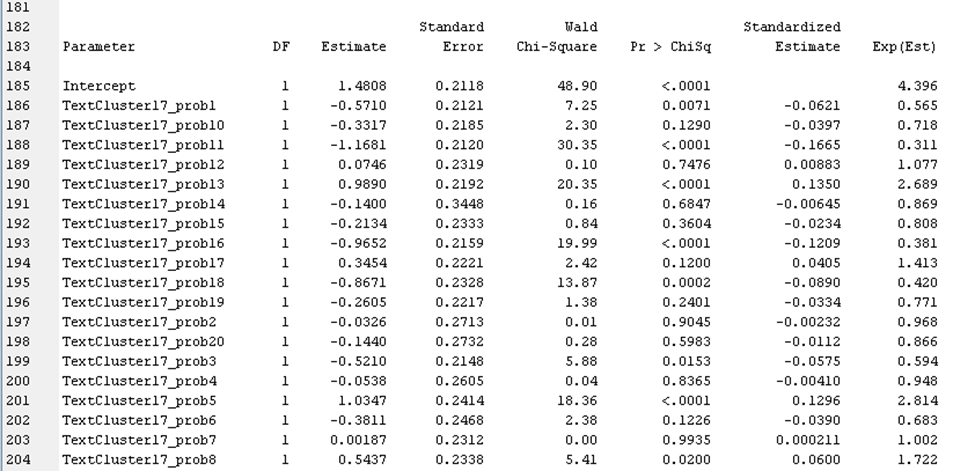 181
182 Standard Wald Standardized
183 Parameter DF Estimate Error Chi-Square Pr > ChiSq Estimate Exp(Est)
184
185 Intercept 1 1.4808 0.2118 48.90 <.0001 4.396
186 TextCluster17_prob1 1 -0.5710 0.2121 7.25 0.0071 -0.0621 0.565
187 TextCluster17_prob10 1 -0.3317 0.2185 2.30 0.1290 -0.0397 0.718
188 TextCluster17_prob11 1 -1.1681 0.2120 30.35 <.0001 -0.1665 0.311
189 TextCluster17_prob12 1 0.0746 0.2319 0.10 0.7476 0.00883 1.077
190 TextCluster17_prob13 1 0.9890 0.2192 20.35 <.0001 0.1350 2.689
191 TextCluster17_prob14 1 -0.1400 0.3448 0.16 0.6847 -0.00645 0.869
192 TextCluster17_prob15 1 -0.2134 0.2333 0.84 0.3604 -0.0234 0.808
193 TextCluster17_prob16 1 -0.9652 0.2159 19.99 <.0001 -0.1209 0.381
194 TextCluster17_prob17 1 0.3454 0.2221 2.42 0.1200 0.0405 1.413
195 TextCluster17_prob18 1 -0.8671 0.2328 13.87 0.0002 -0.0890 0.420
196 TextCluster17_prob19 1 -0.2605 0.2217 1.38 0.2401 -0.0334 0.771
197 TextCluster17_prob2 1 -0.0326 0.2713 0.01 0.9045 -0.00232 0.968
198 TextCluster17_prob20 1 -0.1440 0.2732 0.28 0.5983 -0.0112 0.866
199 TextCluster17_prob3 1 -0.5210 0.2148 5.88 0.0153 -0.0575 0.594
200 TextCluster17_prob4 1 -0.0538 0.2605 0.04 0.8365 -0.00410 0.948
201 TextCluster17_prob5 1 1.0347 0.2414 18.36 <.0001 0.1296 2.814
202 TextCluster17_prob6 1 -0.3811 0.2468 2.38 0.1226 -0.0390 0.683
203 TextCluster17_prob7 1 0.00187 0.2312 0.00 0.9935 0.000211 1.002
204 TextCluster17_prob8 1 0.5437 0.2338 5.41 0.0200 0.0600 1.722